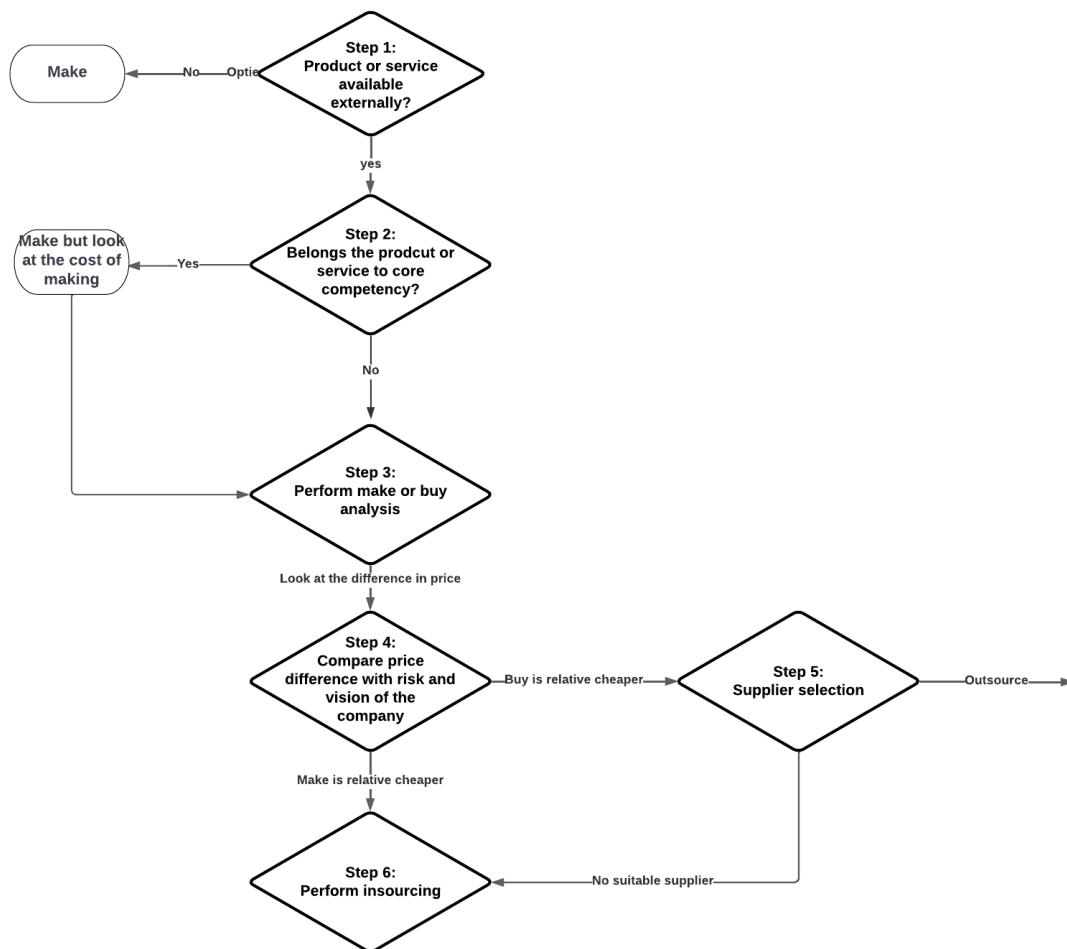 Step 1:
Product or service
available
externally?
Make
No
Optie
yes
Step 2:
Belongs the prodcut or
service to core
competency?
Make but look
at the cost of
making
Yes
No
Step 3:
Perform make or buy
analysis
Look at the difference in price
Step 4:
Compare price
difference with risk and
vision of the
company
Buy is relative cheaper
Step 5:
Supplier selection
Outsource
Make is relative cheaper
Step 6:
Perform insourcing
No suitable supplier